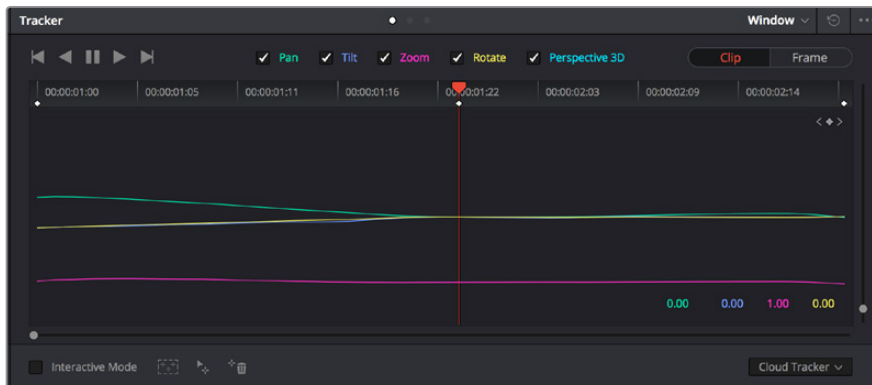 Tracker Window
Pan Tilt Zoom Rotate Perspective 3D Clip Frame
00:00:01:00 00:00:01:05 00:00:01:11 00:00:01:16 00:00:01:22 00:00:02:03 00:00:02:09 00:00:02:14
0.00 0.00 1.00 0.00
Interactive Mode Cloud Tracker